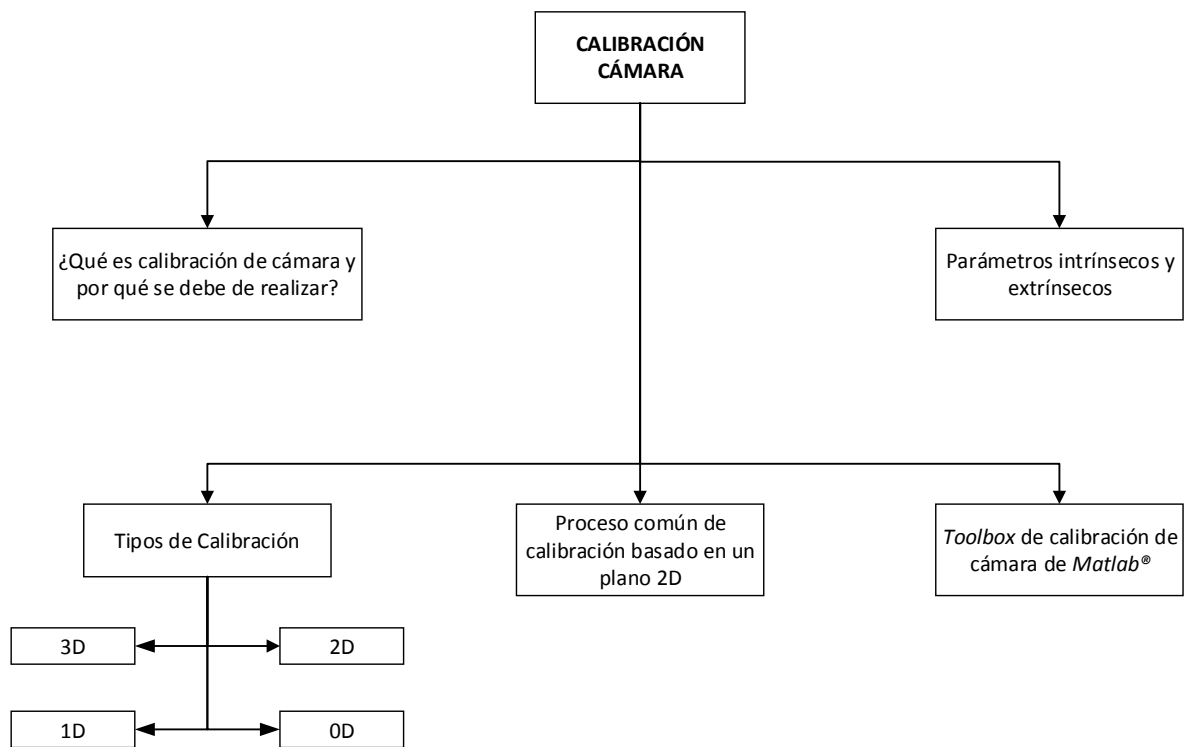 CALIBRACIÓN
CÁMARA
¿Qué es calibración de cámara y
por qué se debe de realizar?
Parámetros intrínsecos y
extrínsecos
Tipos de Calibración
Proceso común de
calibración basado en un
plano 2D
Toolbox de calibración de
cámara de Matlab®
3D
2D
1D
0D